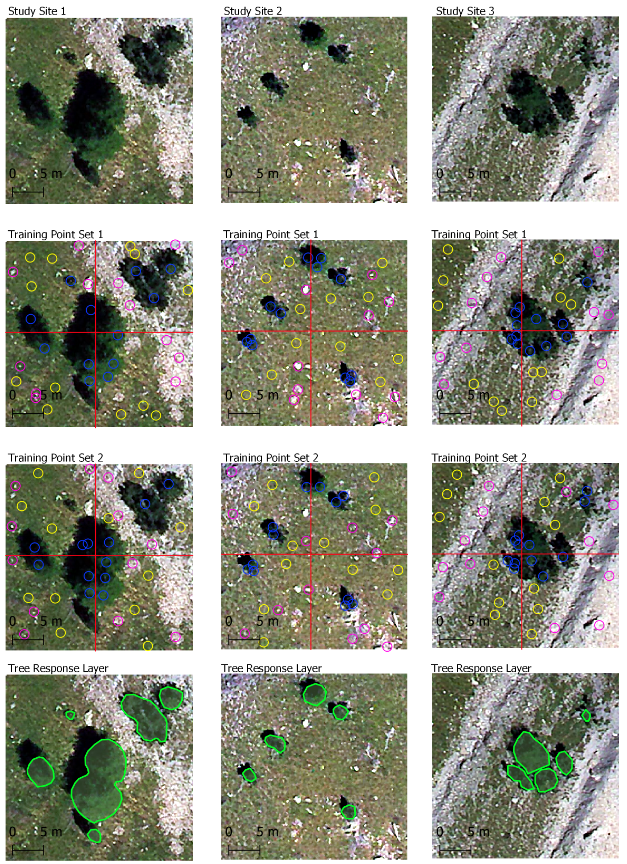 Study Site 1
Study Site 2
Study Site 3
0 5 m
0 5 m
0 5 m
Training Point Set 1
Training Point Set 1
Training Point Set 1
0 5 m
0 5 m
0 5 m
Training Point Set 2
Training Point Set 2
Training Point Set 2
0 5 m
0 5 m
0 5 m
Tree Response Layer
Tree Response Layer
Tree Response Layer
0 5 m
0 5 m
0 5 m